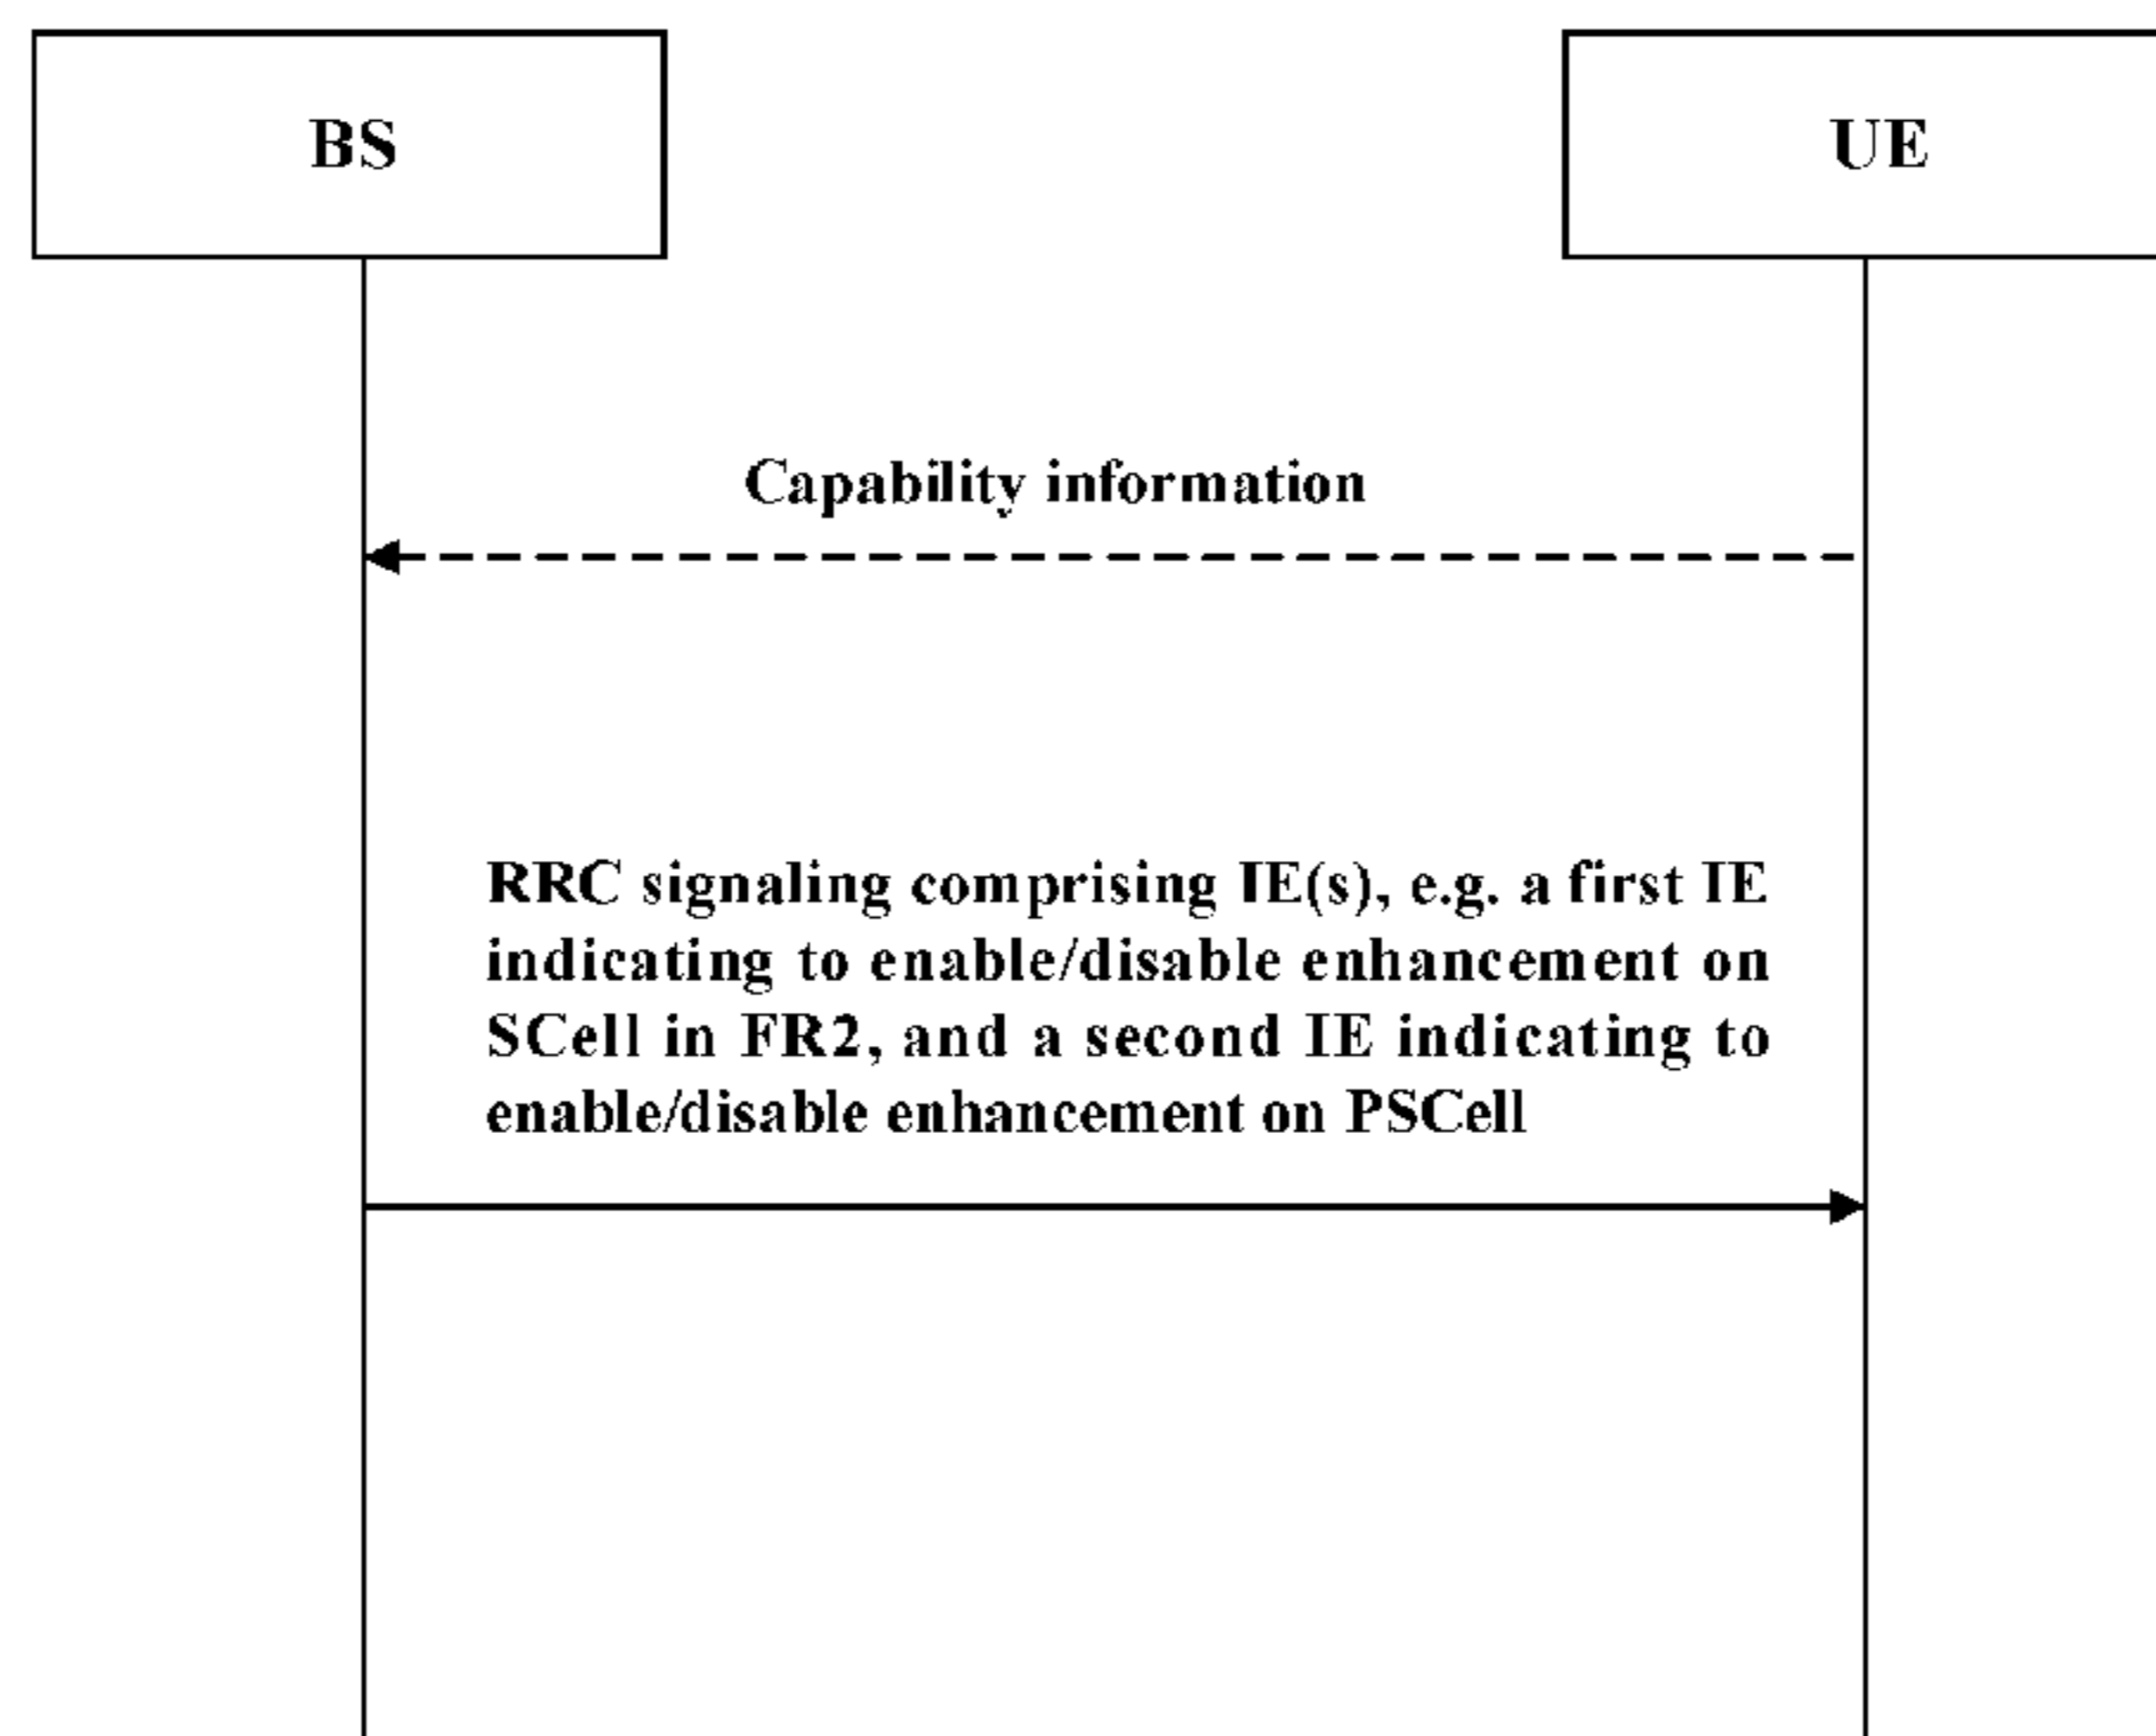 BS
UE
Capability information
RRC signaling comprising IE(s), e.g. a first IE
indicating to enable/disable enhancement on
SCell in FR2, and a second IE indicating to
enable/disable enhancement on PSCell